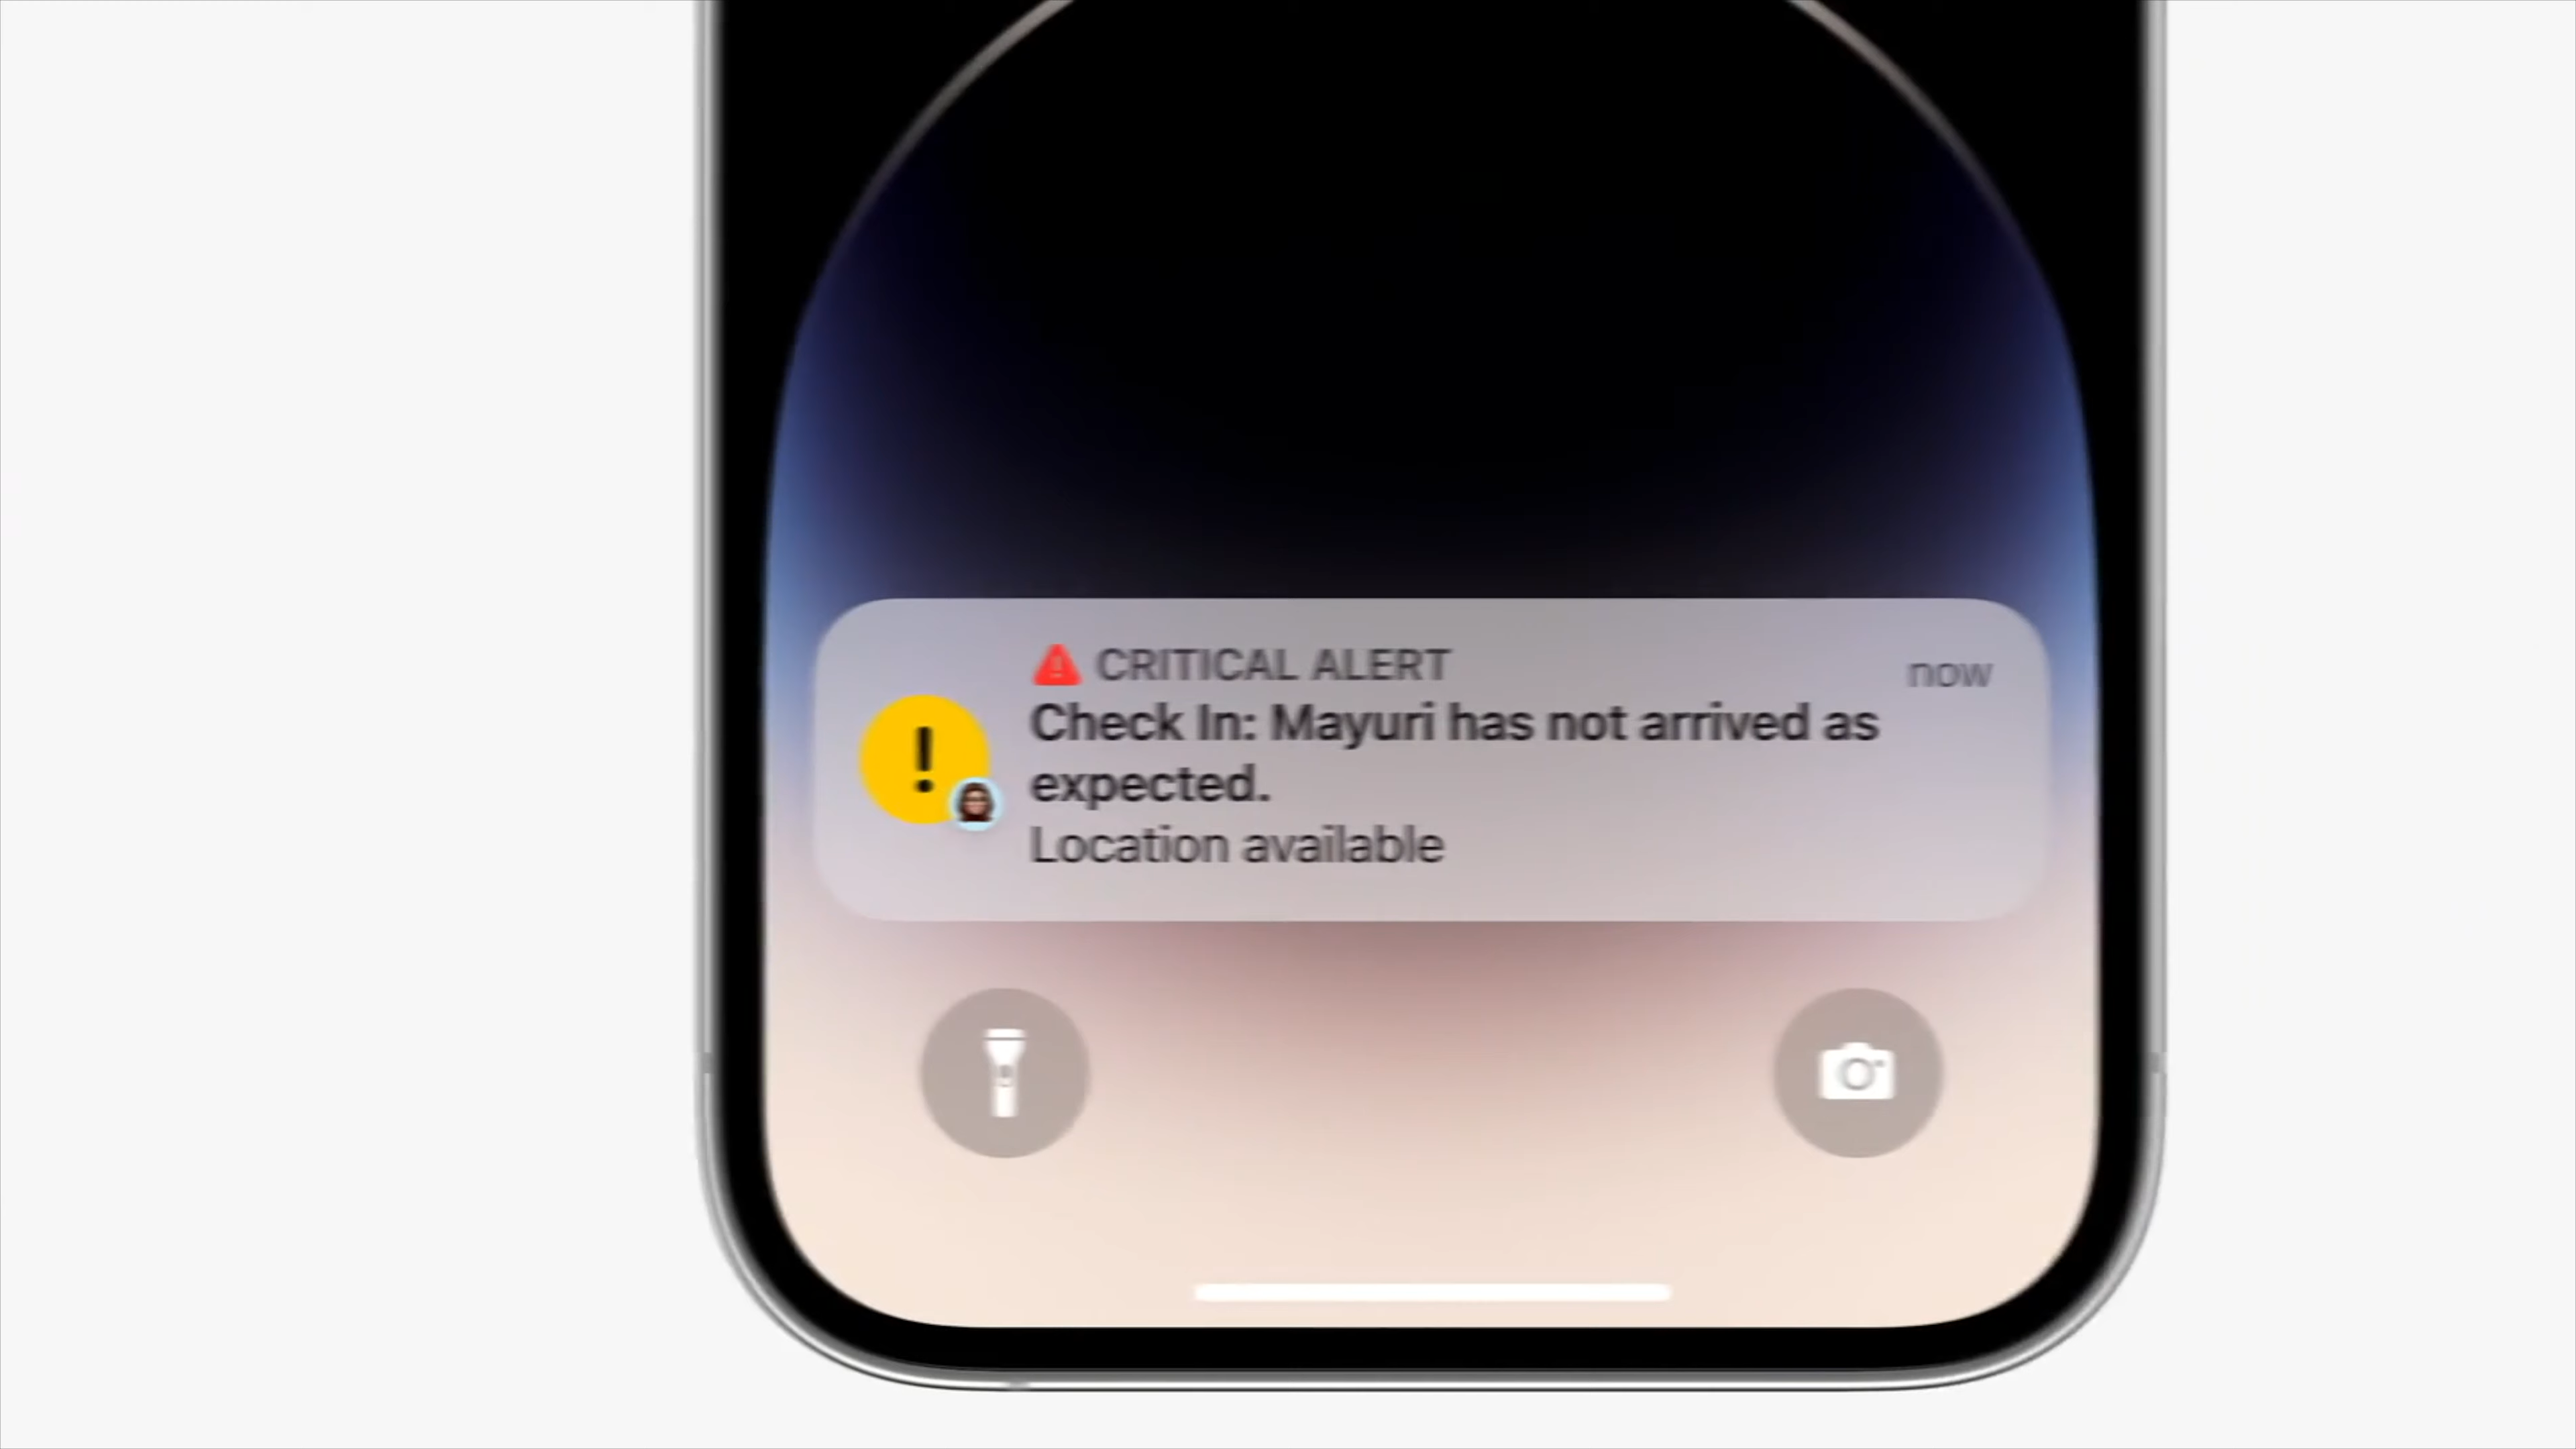 CRITICAL ALERT
now
Check In: Mayuri has not arrived as
expected.
Location available